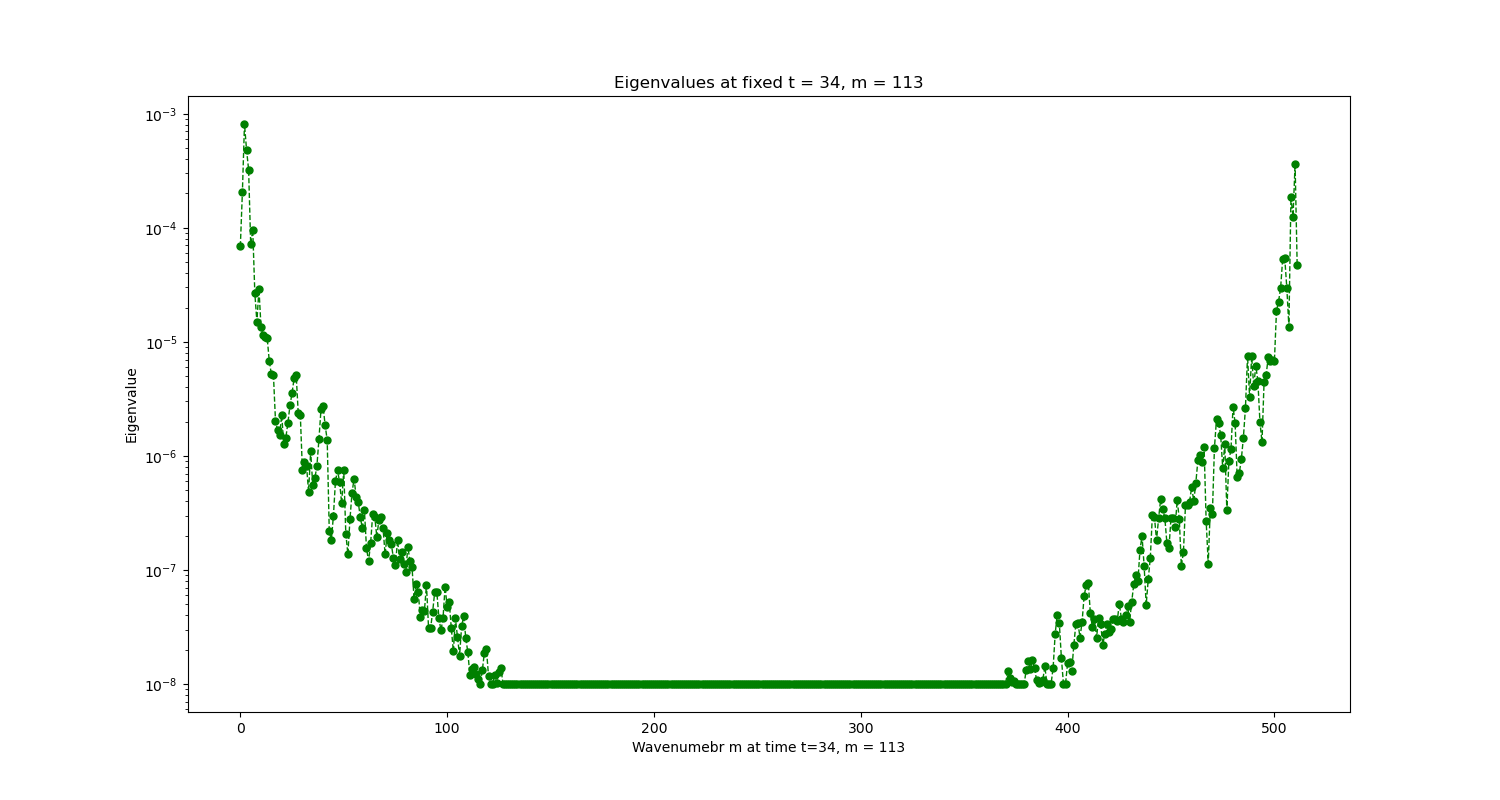 Eigenvalues at fixed t = 34, m = 113
Eigenvalue
10⁻³
10⁻⁴
10⁻⁵
10⁻⁶
10⁻⁷
10⁻⁸
0 100 200 300 400 500
Wavenumebr m at time t=34, m = 113